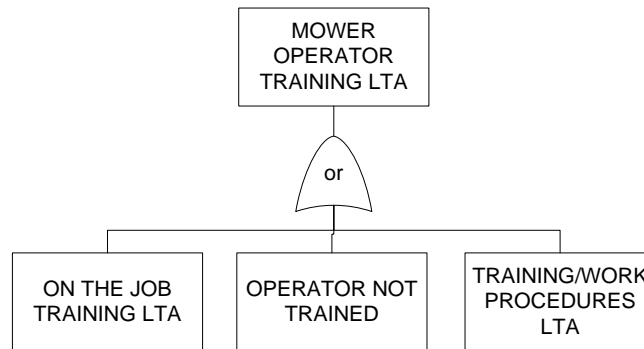 MOWER
OPERATOR
TRAINING LTA
or
ON THE JOB
TRAINING LTA
OPERATOR NOT
TRAINED
TRAINING/WORK
PROCEDURES
LTA